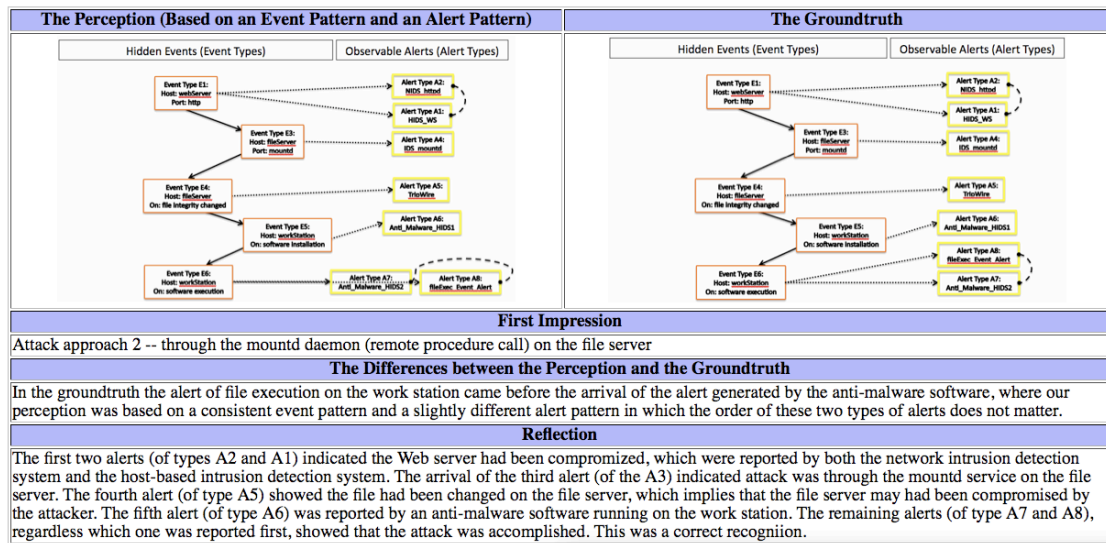 The Perception (Based on an Event Pattern and an Alert Pattern)
Hidden Events (Event Types)
Observable Alerts (Alert Types)
Event Type E1:
Host: webServer
Port: http
Alert Type A2:
NIDS_httpd
Alert Type A1:
HIDS_WS
Event Type E3:
Host: fileServer
Port: mountd
Alert Type A4:
IDS_mountd
Event Type E4:
Host: fileServer
On: file integrity changed
Alert Type A5:
TrioWire
Event Type E5:
Host: workStation
On: software installation
Alert Type A6:
Anti_Malware_HIDS1
Event Type E6:
Host: workStation
On: software execution
Alert Type A7:
Anti_Malware_HIDS2
Alert Type A8:
fileExec_Event_Alert
The Groundtruth
Hidden Events (Event Types)
Observable Alerts (Alert Types)
Event Type E1:
Host: webServer
Port: http
Alert Type A2:
NIDS_httpd
Alert Type A1:
HIDS_WS
Event Type E3:
Host: fileServer
Port: mountd
Alert Type A4:
IDS_mountd
Event Type E4:
Host: fileServer
On: file integrity changed
Alert Type A5:
TrioWire
Event Type E5:
Host: workStation
On: software installation
Alert Type A6:
Anti_Malware_HIDS1
Alert Type A8:
fileExec_Event_Alert
Event Type E6:
Host: workStation
On: software execution
Alert Type A7:
Anti_Malware_HIDS2
First Impression
Attack approach 2 -- through the mountd daemon (remote procedure call) on the file server
The Differences between the Perception and the Groundtruth
In the groundtruth the alert of file execution on the work station came before the arrival of the alert generated by the anti-malware software, where our
perception was based on a consistent event pattern and a slightly different alert pattern in which the order of these two types of alerts does not matter.
Reflection
The first two alerts (of types A2 and A1) indicated the Web server had been compromized, which were reported by both the network intrusion detection
system and the host-based intrusion detection system. The arrival of the third alert (of the A3) indicated attack was through the mountd service on the file
server. The fourth alert (of type A5) showed the file had been changed on the file server, which implies that the file server may had been compromised by
the attacker. The fifth alert (of type A6) was reported by an anti-malware software running on the work station. The remaining alerts (of type A7 and A8),
regardless which one was reported first, showed that the attack was accomplished. This was a correct recogniion.